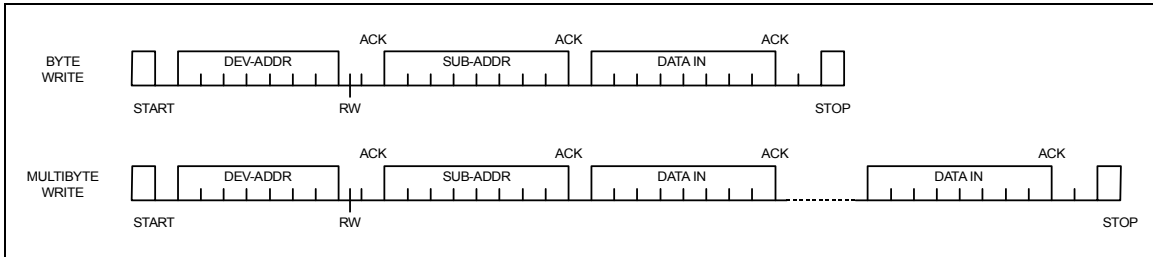 ACK ACK ACK
BYTE WRITE DEV-ADDR SUB-ADDR DATA IN
START RW STOP
ACK ACK ACK ACK
MULTIBYTE WRITE DEV-ADDR SUB-ADDR DATA IN DATA IN
START RW STOP